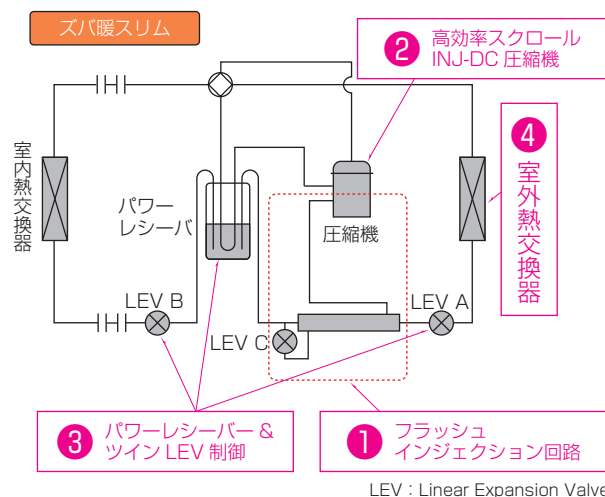 ズバ暖スリム
❷ 高効率スクロール
INJ-DC 圧縮機
❹
室外熱交換器
室内熱交換器
パワー
レシーバ
圧縮機
LEV B
LEV A
LEV C
❸ パワーレシーバー &
ツイン LEV 制御
❶ フラッシュ
インジェクション回路
LEV : Linear Expansion Valve